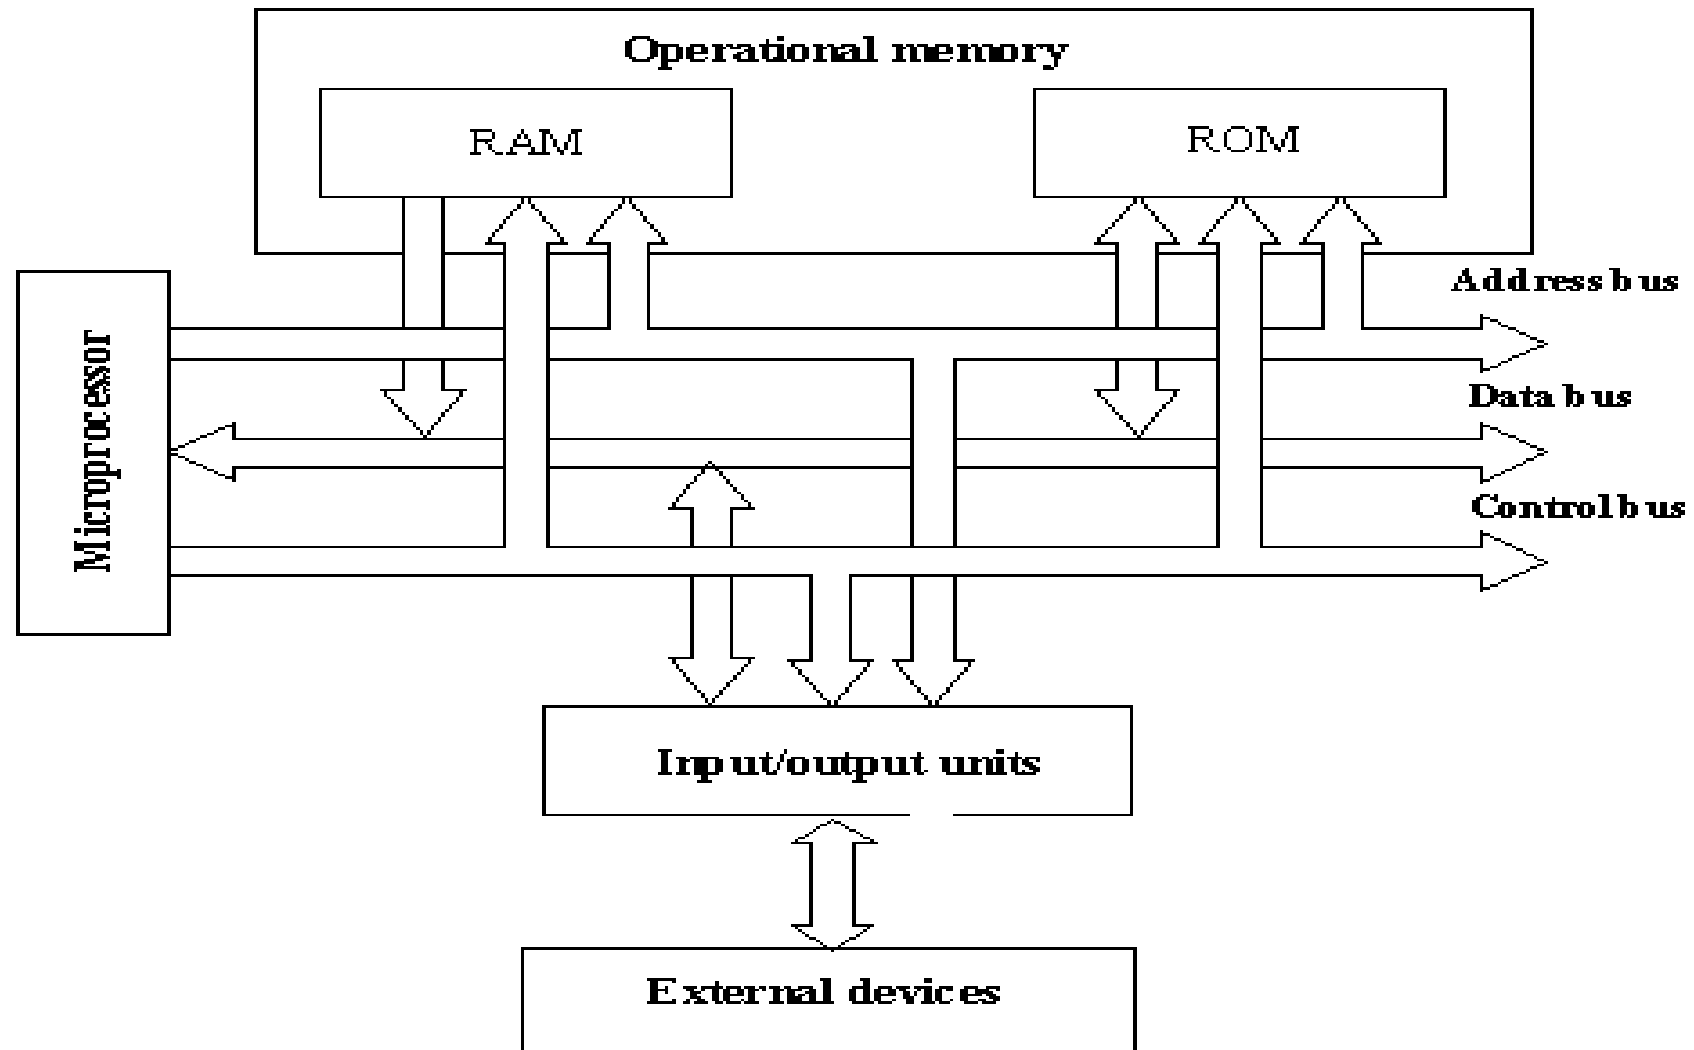 Operational memory
RAM
ROM
Address bus
Microprocessor
Data bus
Control bus
Input/output units
External devices